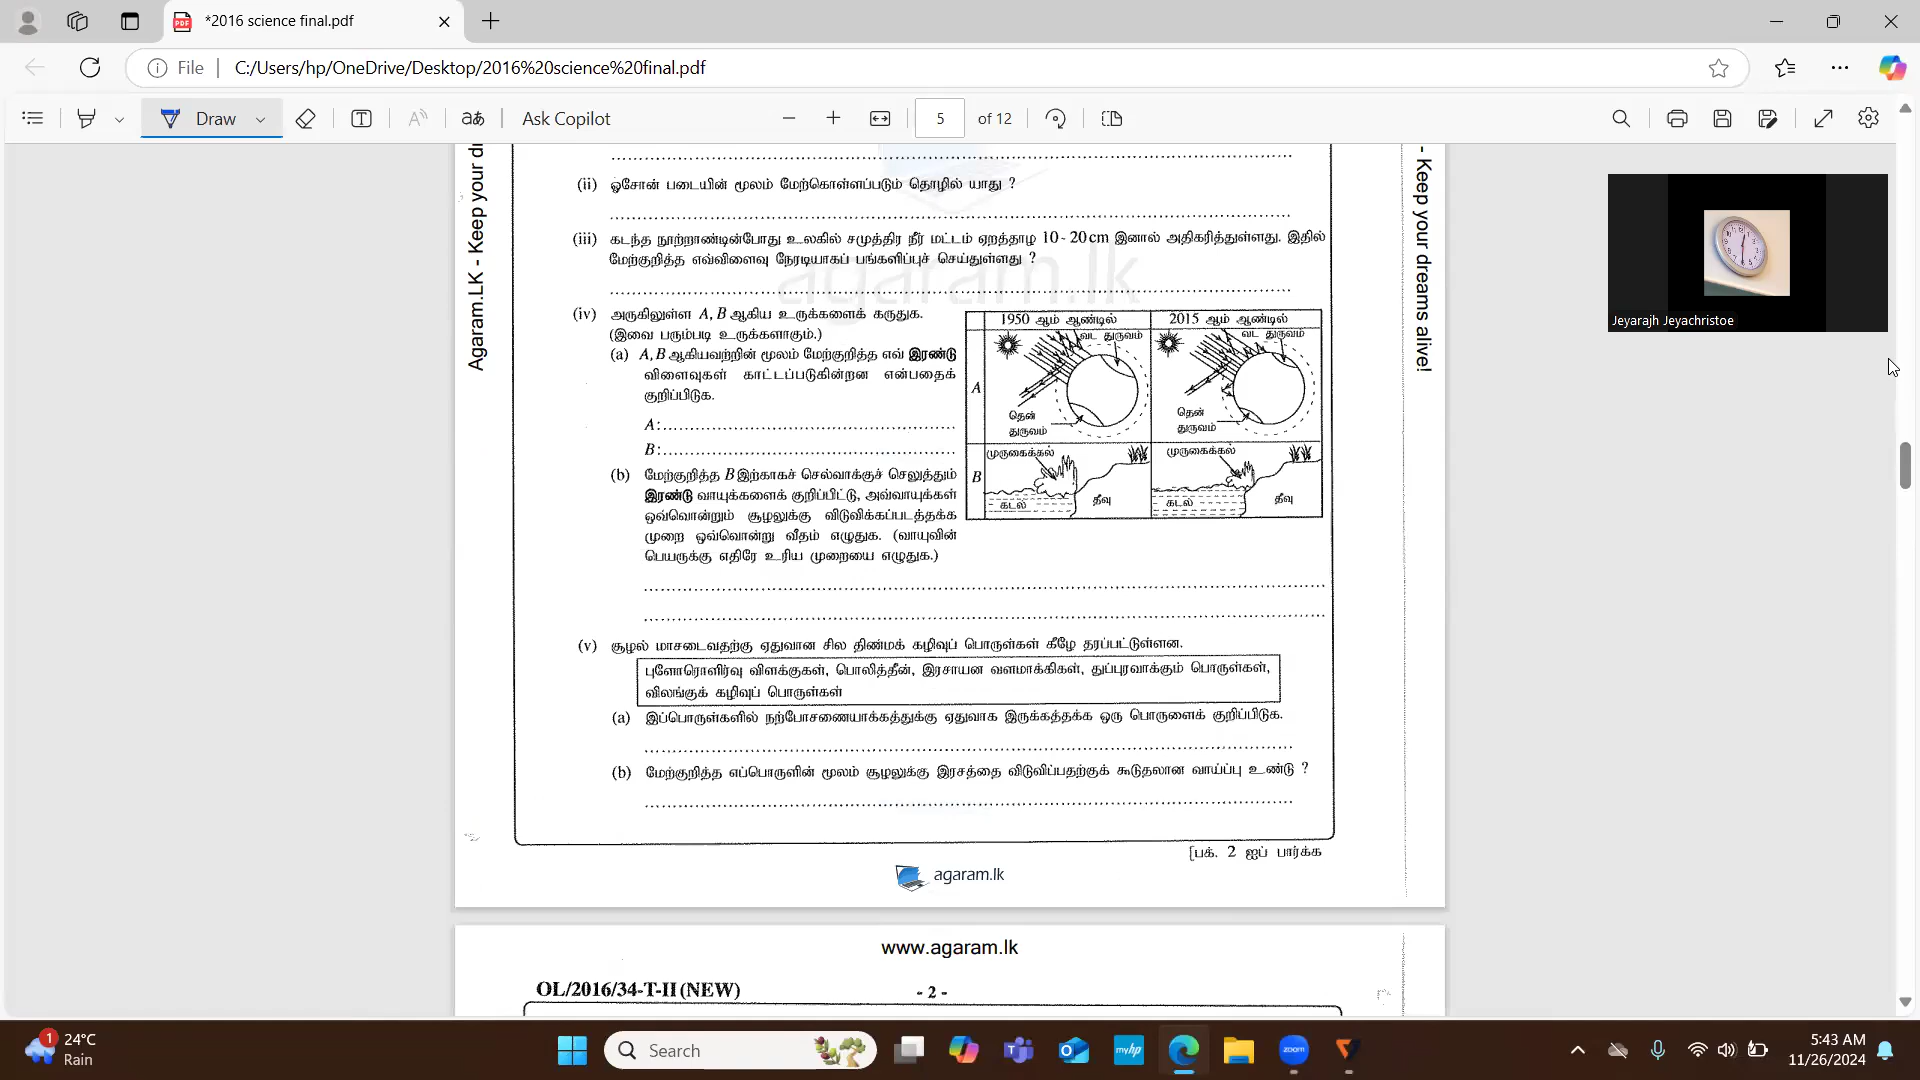 *2016 science final.pdf
File
C:/Users/hp/OneDrive/Desktop/2016%20science%20final.pdf
Draw
Ask Copilot
5 of 12
Agaram.LK - Keep your dr
- Keep your dreams alive!
(ii) ஓசோன் படையின் மூலம் மேற்கொள்ளப்படும் தொழில் யாது ?
(iii) கடந்த நூற்றாண்டின்போது உலகில் சமுத்திர நீர் மட்டம் ஏறத்தாழ 10 - 20 cm இனால் அதிகரித்துள்ளது. இதில்
மேற்குறித்த எவ்விளைவு நேரடியாகப் பங்களிப்புச் செய்துள்ளது ?
agaram.lk
(iv) அருகிலுள்ள A, B ஆகிய உருக்களைக் கருதுக.
(இவை பரும்படி உருக்களாகும்.)
(a) A, B ஆகியவற்றின் மூலம் மேற்குறித்த எவ் இரண்டு
விளைவுகள் காட்டப்படுகின்றன என்பதைக்
குறிப்பிடுக.
A:
B:
(b) மேற்குறித்த B இற்காகச் செல்வாக்குச் செலுத்தும்
இரண்டு வாயுக்களைக் குறிப்பிட்டு, அவ்வாயுக்கள்
ஒவ்வொன்றும் சூழலுக்கு விடுவிக்கப்படத்தக்க
முறை ஒவ்வொன்று வீதம் எழுதுக. (வாயுவின்
பெயருக்கு எதிரே உரிய முறையை எழுதுக.)
1950 ஆம் ஆண்டில்
2015 ஆம் ஆண்டில்
வட துருவம்
வட துருவம்
A
தென்
துருவம்
தென்
துருவம்
B
முருகைக்கல்
முருகைக்கல்
கடல்
தீவு
கடல்
தீவு
(v) சூழல் மாசடைவதற்கு ஏதுவான சில திண்மக் கழிவுப் பொருள்கள் கீழே தரப்பட்டுள்ளன.
புளோரொளிர்வு விளக்குகள், பொலித்தீன், இரசாயன வளமாக்கிகள், துப்புரவாக்கும் பொருள்கள்,
விலங்குக் கழிவுப் பொருள்கள்
(a) இப்பொருள்களில் நற்போசணையாக்கத்துக்கு ஏதுவாக இருக்கத்தக்க ஒரு பொருளைக் குறிப்பிடுக.
(b) மேற்குறித்த எப்பொருளின் மூலம் சூழலுக்கு இரசத்தை விடுவிப்பதற்குக் கூடுதலான வாய்ப்பு உண்டு ?
[பக். 2 ஐப் பார்க்க
agaram.lk
www.agaram.lk
OL/2016/34-T-II (NEW)
- 2 -
Jeyarajh Jeyachristoe
1
24°C
Rain
Search
myhp
zoom
5:43 AM
11/26/2024